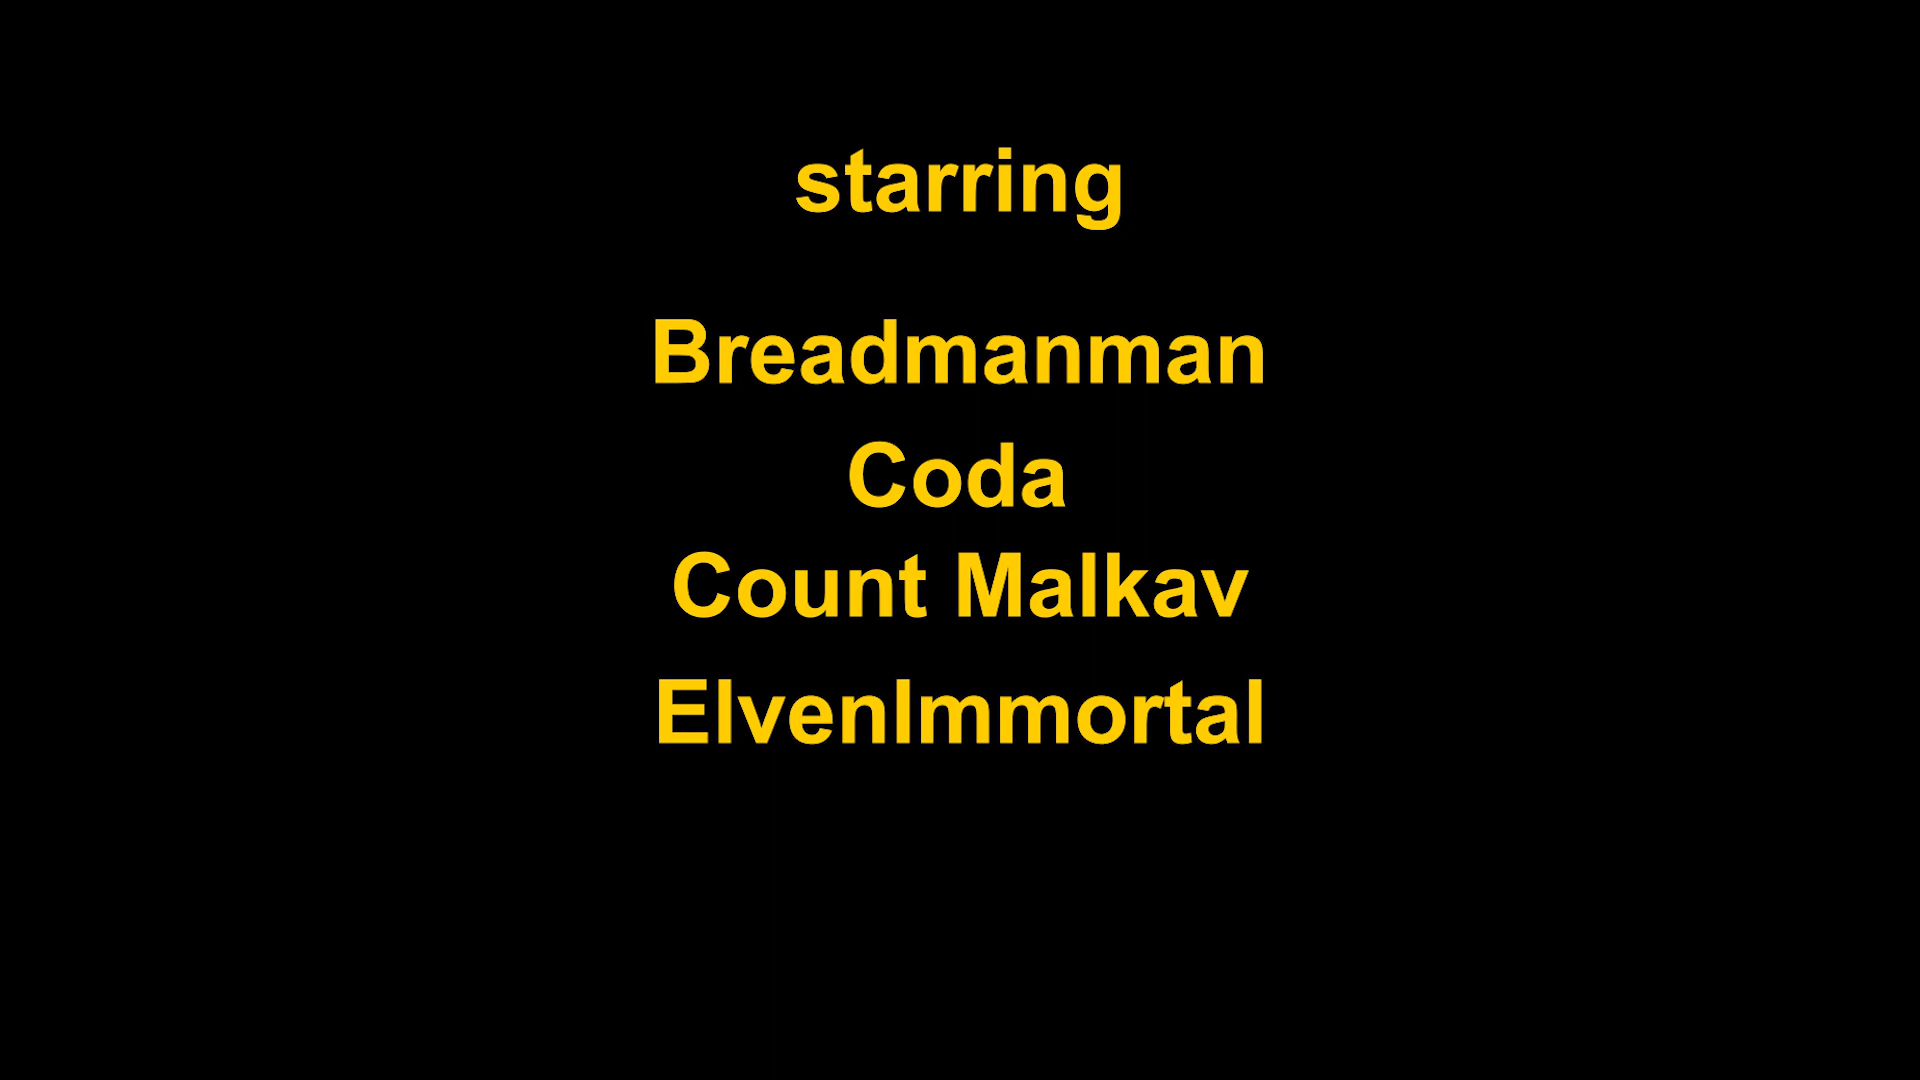 starring
Breadmanman
Coda
Count Malkav
ElvenImmortal